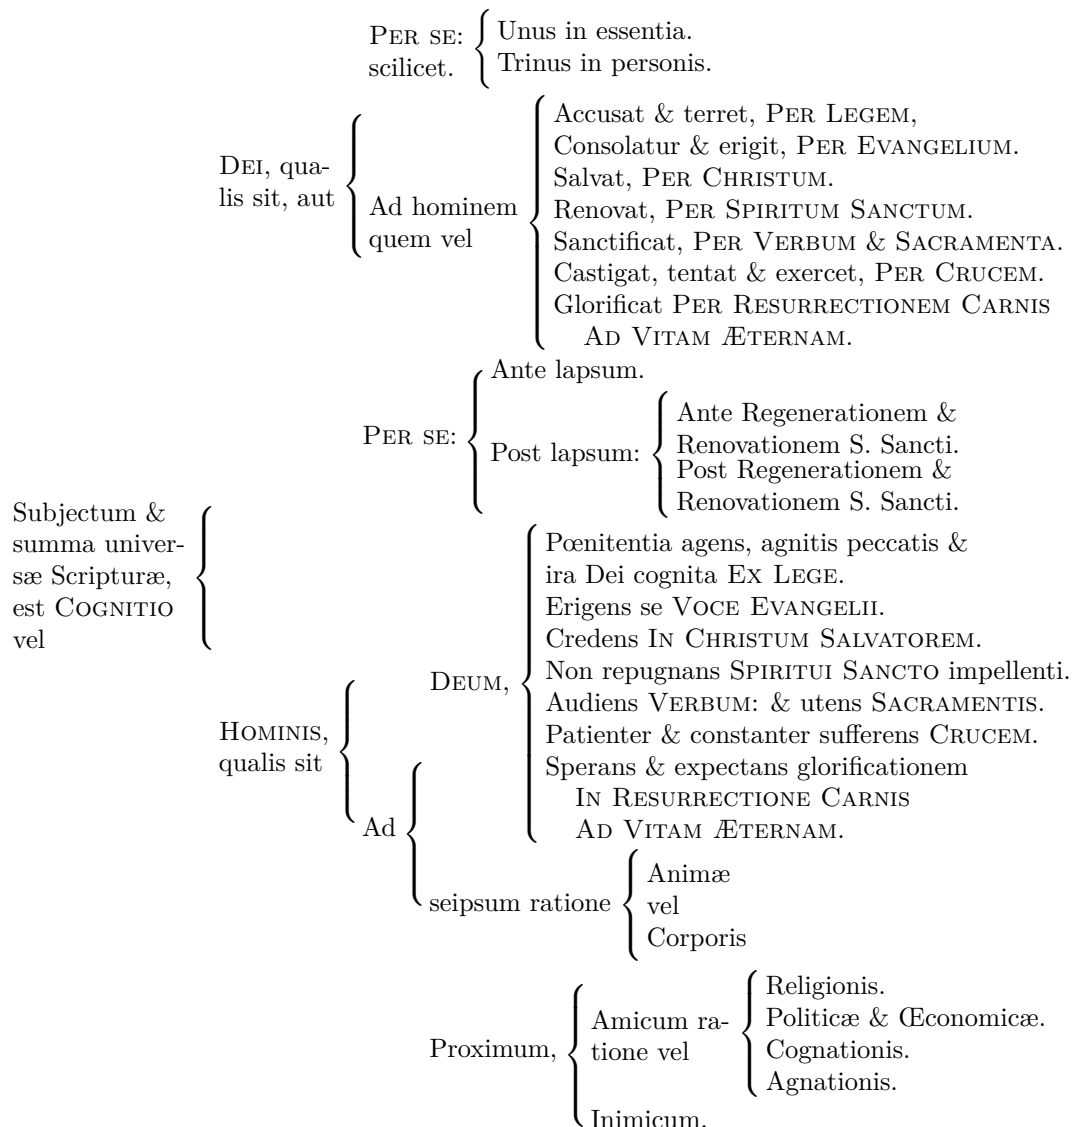 PER SE:
scilicet.
Unus in essentia.
Trinus in personis.
DEI, qua-
lis sit, aut
Ad hominem
quem vel
Accusat & terret, PER LEGEM,
Consolatur & erigit, PER EVANGELIUM.
Salvat, PER CHRISTUM.
Renovat, PER SPIRITUM SANCTUM.
Sanctificat, PER VERBUM & SACRAMENTA.
Castigat, tentat & exercet, PER CRUCEM.
Glorificat PER RESURRECTIONEM CARNIS
AD VITAM ÆTERNAM.
Subjectum &
summa univer-
sæ Scripturæ,
est COGNITIO
vel
PER SE:
Ante lapsum.
Post lapsum:
Ante Regenerationem &
Renovationem S. Sancti.
Post Regenerationem &
Renovationem S. Sancti.
HOMINIS,
qualis sit
Ad
DEUM,
Pœnitentia agens, agnitis peccatis &
ira Dei cognita EX LEGE.
Erigens se VOCE EVANGELII.
Credens IN CHRISTUM SALVATOREM.
Non repugnans SPIRITUI SANCTO impellenti.
Audiens VERBUM: & utens SACRAMENTIS.
Patienter & constanter sufferens CRUCEM.
Sperans & expectans glorificationem
IN RESURRECTIONE CARNIS
AD VITAM ÆTERNAM.
seipsum ratione
Animæ
vel
Corporis
Proximum,
Amicum ra-
tione vel
Religionis.
Politicæ & Œconomicæ.
Cognationis.
Agnationis.
Inimicum.